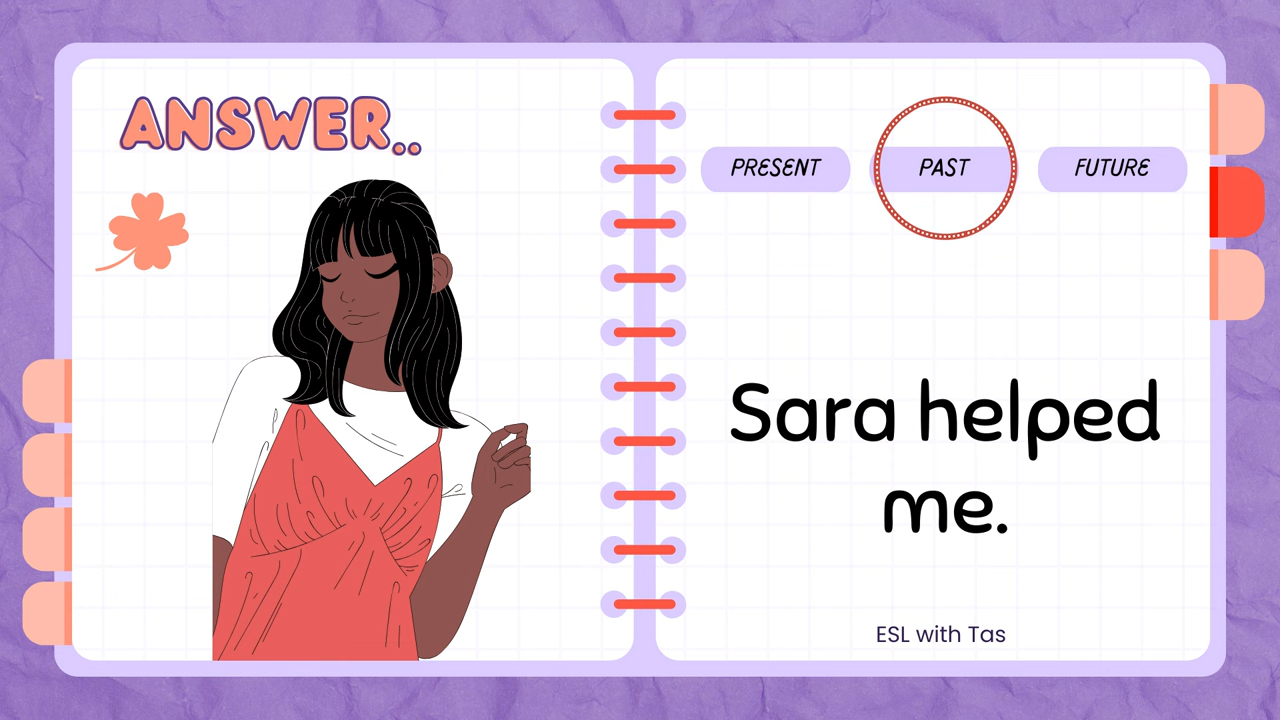 ANSWER..
PRESENT
PAST
FUTURE
Sara helped
me.
ESL with Tas